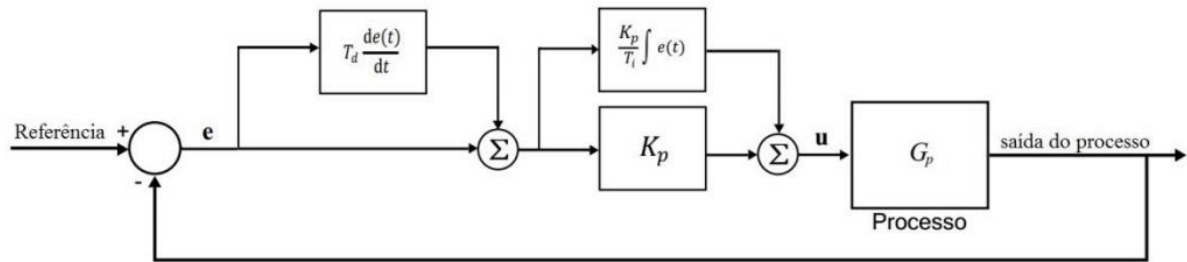 T_d de(t)/dt
K_p/T_i ∫ e(t)
Referência + e Σ K_p Σ u G_p saída do processo
-
Processo